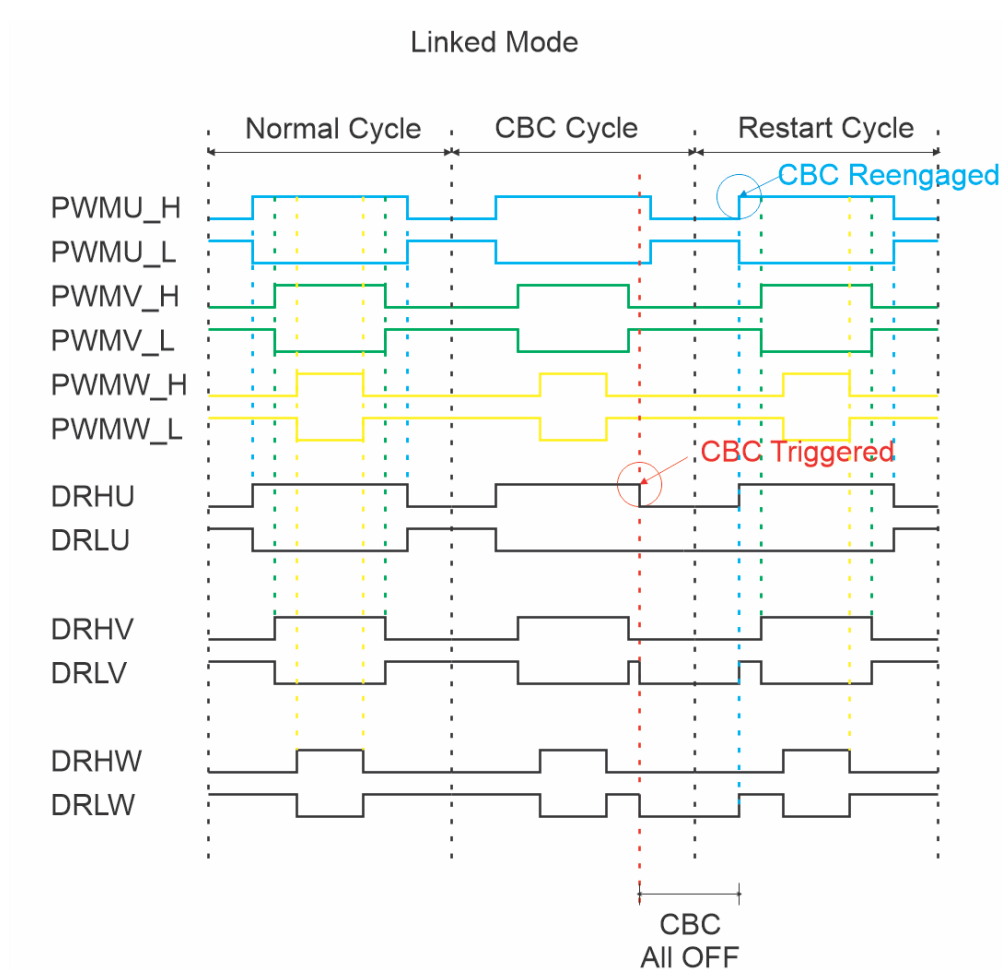 Linked Mode
Normal Cycle
CBC Cycle
Restart Cycle
CBC Reengaged
PWMU_H
PWMU_L
PWMV_H
PWMV_L
PWMW_H
PWMW_L
CBC Triggered
DRHU
DRLU
DRHV
DRLV
DRHW
DRLW
CBC
All OFF